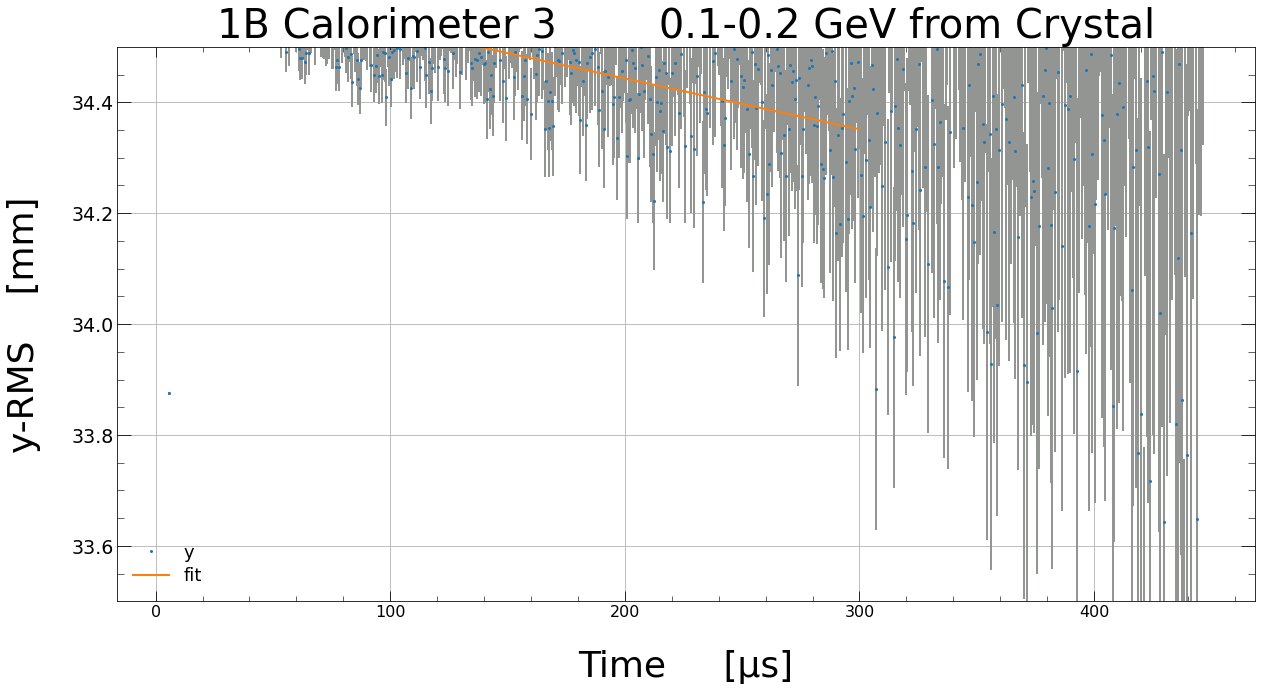 1B Calorimeter 3 0.1-0.2 GeV from Crystal
y-RMS [mm]
34.4
34.2
34.0
33.8
33.6
y
fit
0 100 200 300 400
Time [µs]